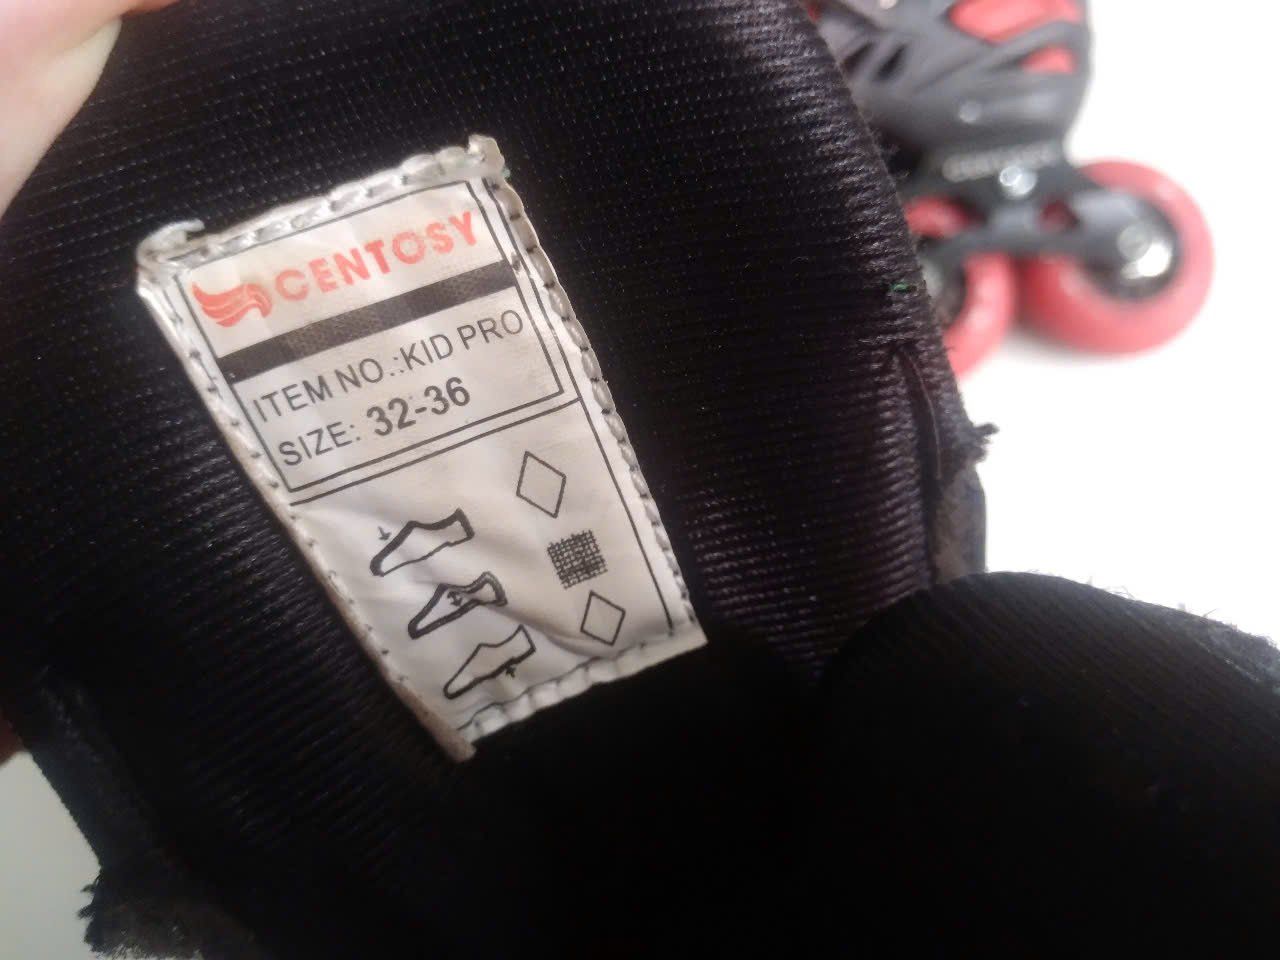 CENTOSY
ITEM NO.:KID PRO
SIZE: 32-36